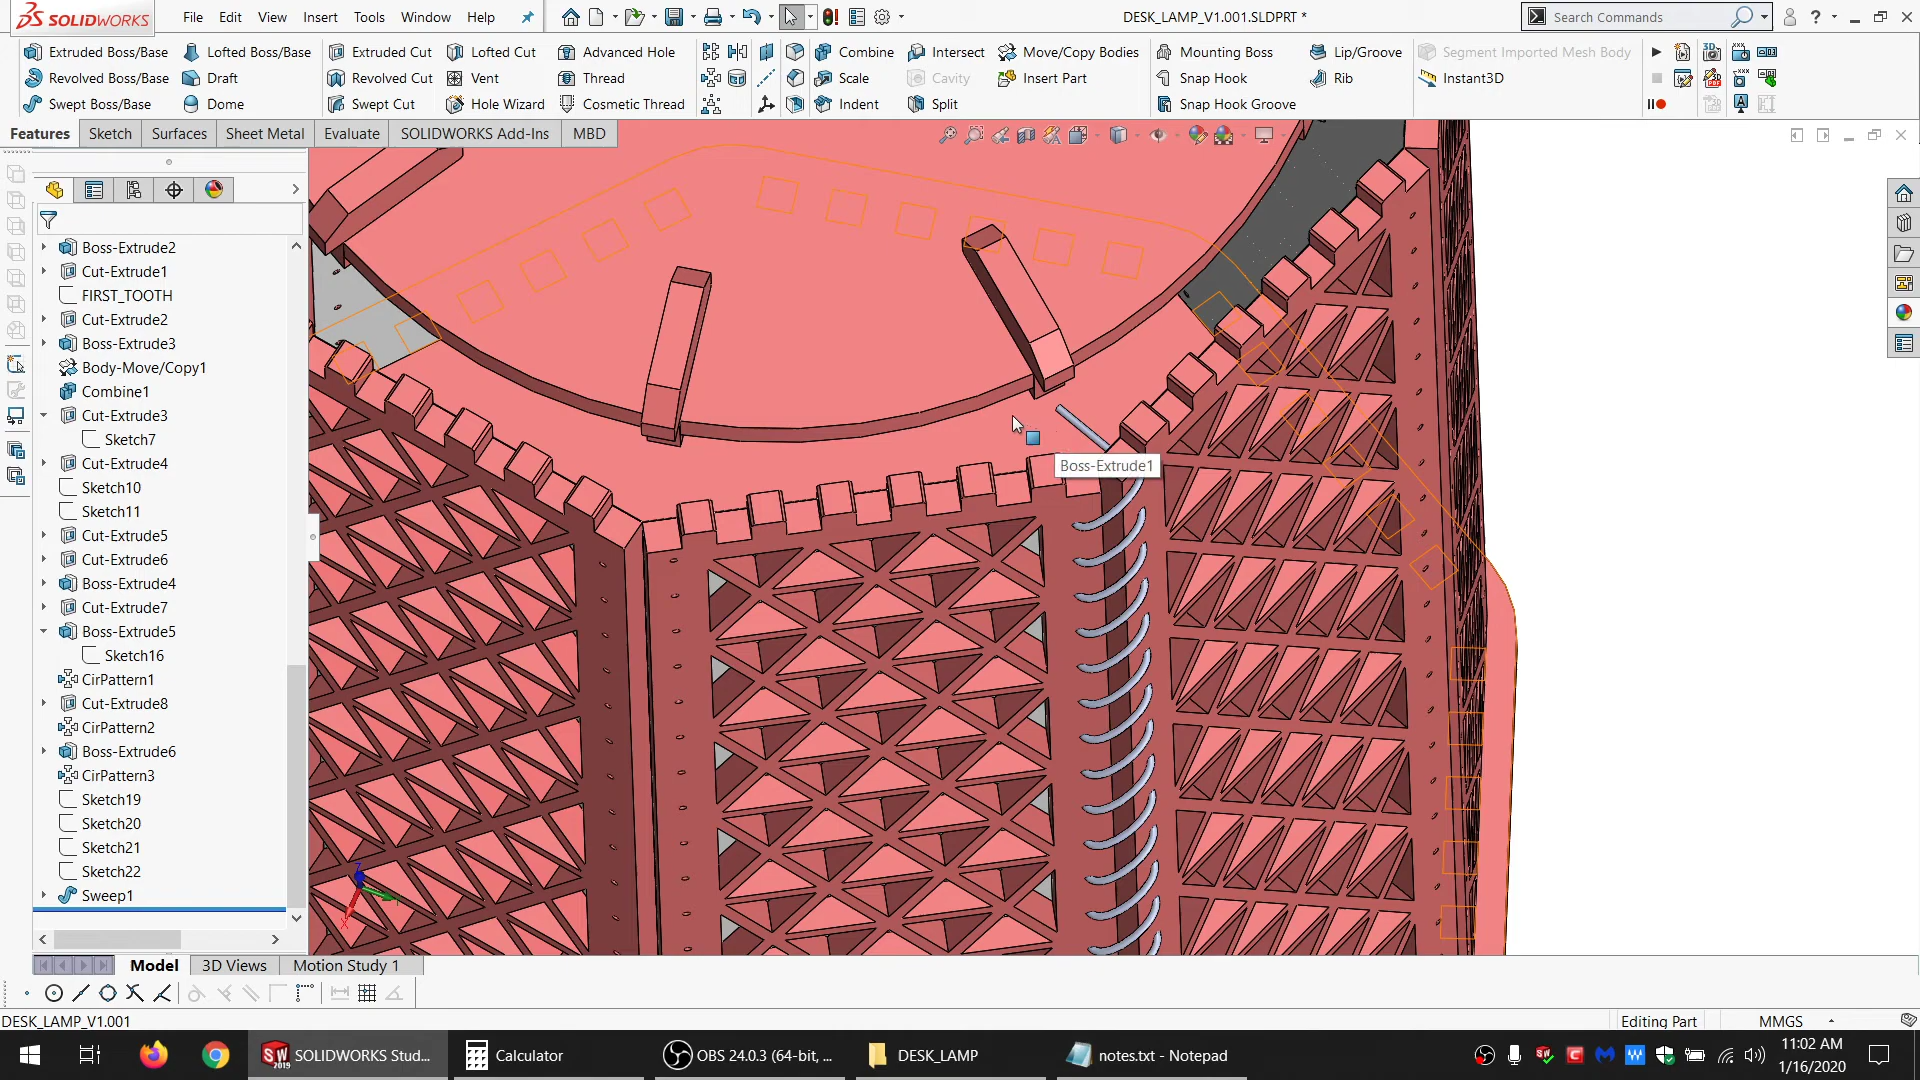 SOLIDWORKS
File Edit View Insert Tools Window Help
DESK_LAMP_V1.001.SLDPRT *
Search Commands
Extruded Boss/Base
Revolved Boss/Base
Swept Boss/Base
Lofted Boss/Base
Draft
Dome
Extruded Cut
Revolved Cut
Swept Cut
Lofted Cut
Vent
Hole Wizard
Advanced Hole
Thread
Cosmetic Thread
Combine
Scale
Indent
Intersect
Cavity
Split
Move/Copy Bodies
Insert Part
Mounting Boss
Snap Hook
Snap Hook Groove
Lip/Groove
Rib
Segment Imported Mesh Body
Instant3D
Features Sketch Surfaces Sheet Metal Evaluate SOLIDWORKS Add-Ins MBD
Boss-Extrude2
Cut-Extrude1
FIRST_TOOTH
Cut-Extrude2
Boss-Extrude3
Body-Move/Copy1
Combine1
Cut-Extrude3
Sketch7
Cut-Extrude4
Sketch10
Sketch11
Cut-Extrude5
Cut-Extrude6
Boss-Extrude4
Cut-Extrude7
Boss-Extrude5
Sketch16
CirPattern1
Cut-Extrude8
CirPattern2
Boss-Extrude6
CirPattern3
Sketch19
Sketch20
Sketch21
Sketch22
Sweep1
Boss-Extrude1
Model 3D Views Motion Study 1
DESK_LAMP_V1.001
Editing Part
MMGS
SOLIDWORKS Stud...
Calculator
OBS 24.0.3 (64-bit, ...
DESK_LAMP
notes.txt - Notepad
11:02 AM
1/16/2020